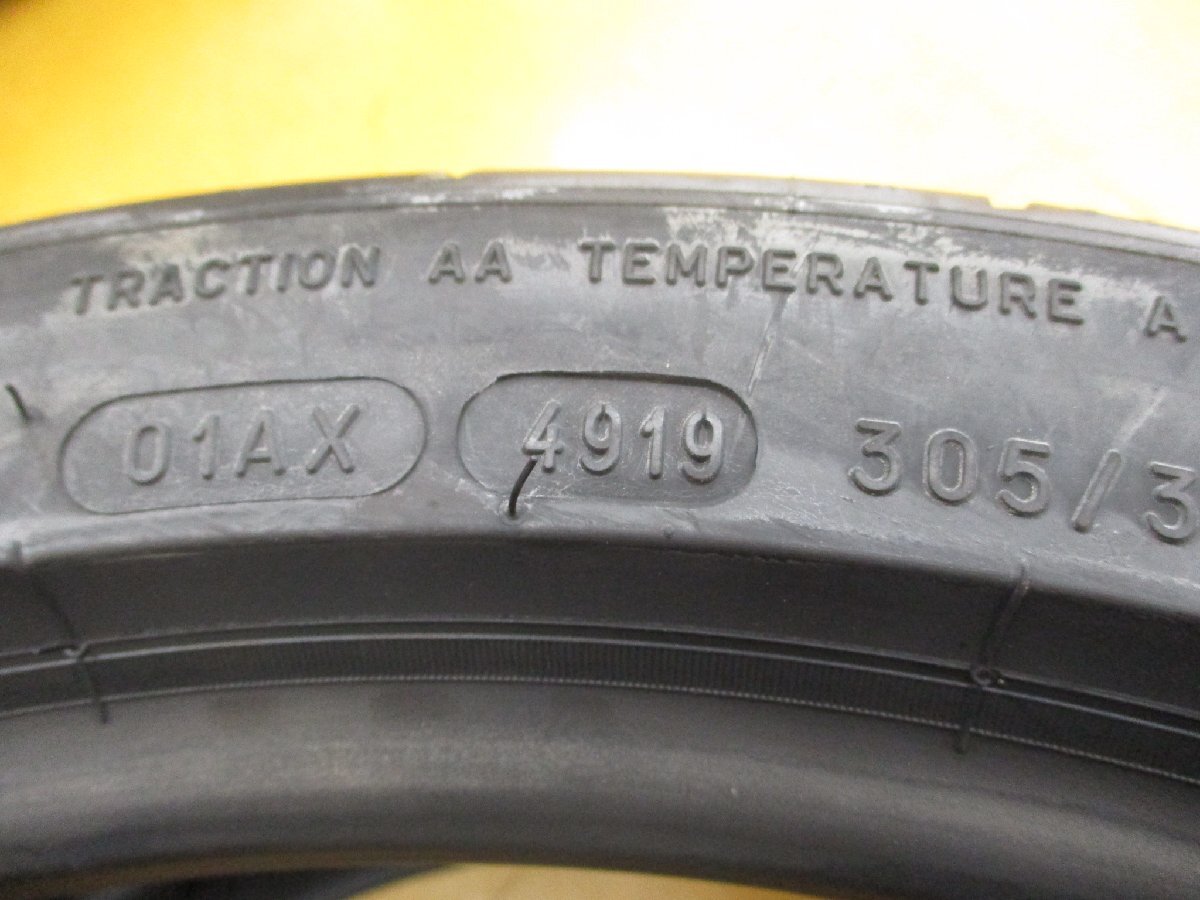 TRACTION AA TEMPERATURE A
01AX 4919 305/3